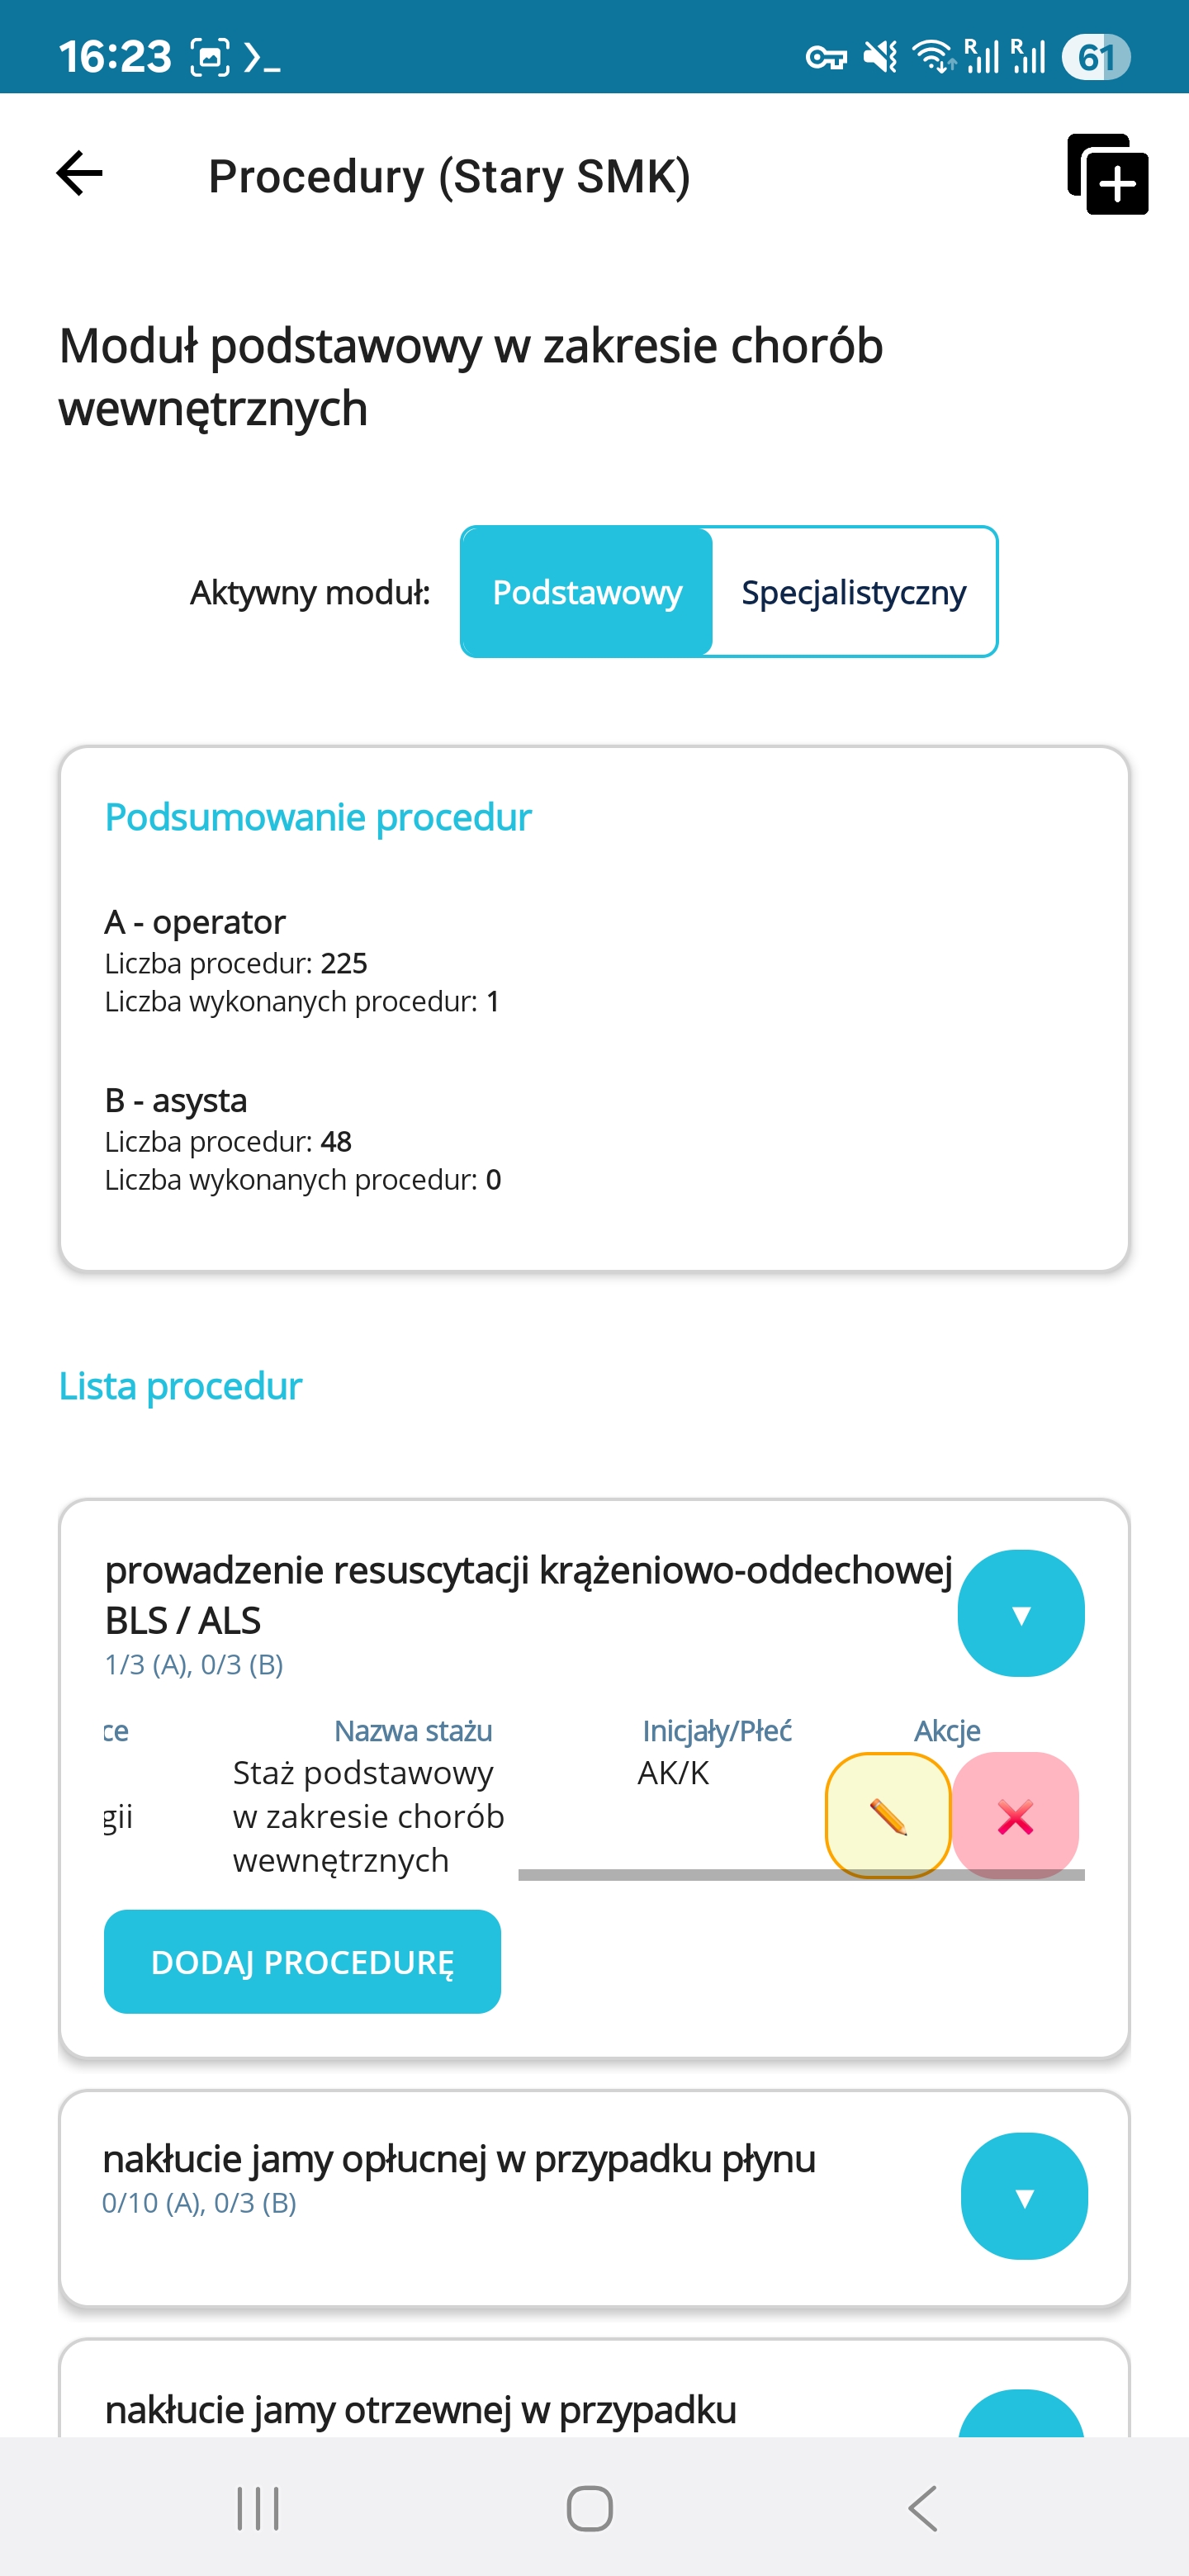 16:23
R
R
61
Procedury (Stary SMK)
Moduł podstawowy w zakresie chorób
wewnętrznych
Aktywny moduł:
Podstawowy
Specjalistyczny
Podsumowanie procedur
A - operator
Liczba procedur: 225
Liczba wykonanych procedur: 1
B - asysta
Liczba procedur: 48
Liczba wykonanych procedur: 0
Lista procedur
prowadzenie resuscytacji krążeniowo-oddechowej
BLS / ALS
1/3 (A), 0/3 (B)
Nazwa stażu
Inicjały/Płeć
Akcje
Staż podstawowy
AK/K
w zakresie chorób
wewnętrznych
DODAJ PROCEDURĘ
nakłucie jamy opłucnej w przypadku płynu
0/10 (A), 0/3 (B)
nakłucie jamy otrzewnej w przypadku